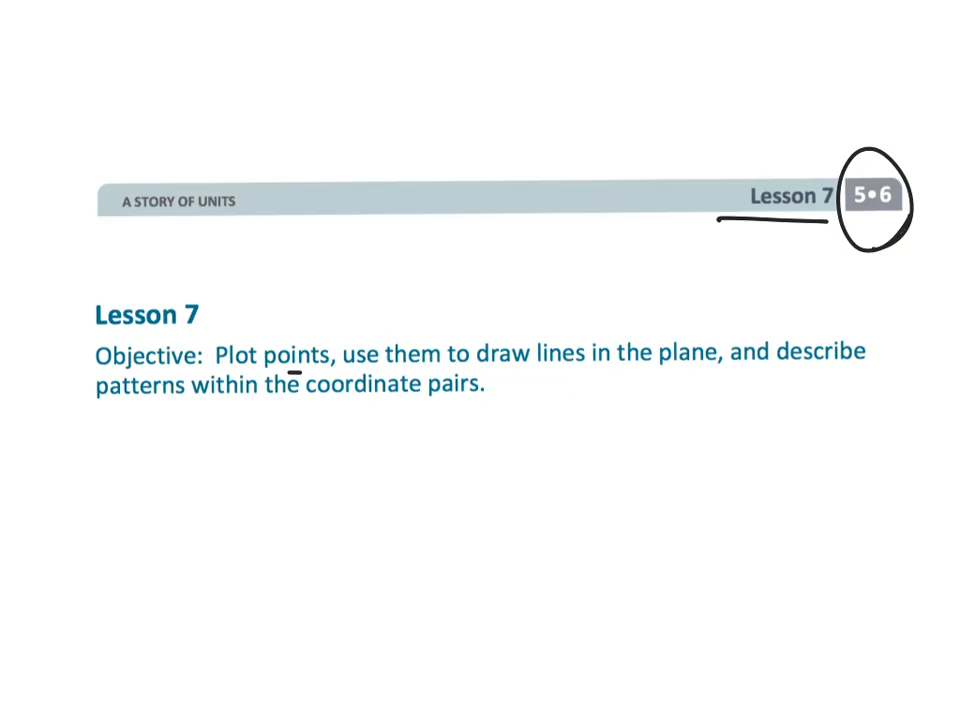 A STORY OF UNITS
Lesson 7 5•6
Lesson 7
Objective: Plot points, use them to draw lines in the plane, and describe
patterns within the coordinate pairs.